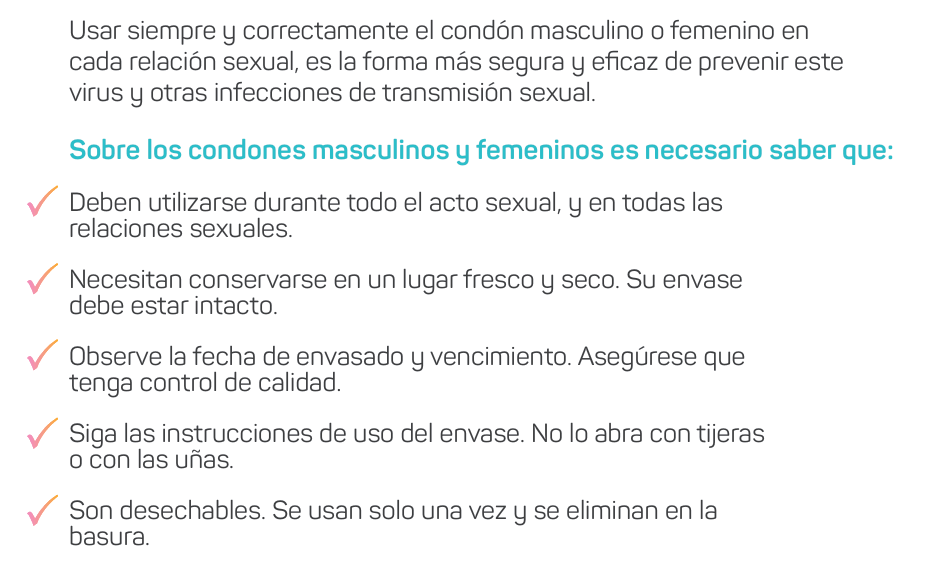 Usar siempre y correctamente el condón masculino o femenino en
cada relación sexual, es la forma más segura y eficaz de prevenir este
virus y otras infecciones de transmisión sexual.
Sobre los condones masculinos y femeninos es necesario saber que:
Deben utilizarse durante todo el acto sexual, y en todas las
relaciones sexuales.
Necesitan conservarse en un lugar fresco y seco. Su envase
debe estar intacto.
Observe la fecha de envasado y vencimiento. Asegúrese que
tenga control de calidad.
Siga las instrucciones de uso del envase. No lo abra con tijeras
o con las uñas.
Son desechables. Se usan solo una vez y se eliminan en la
basura.